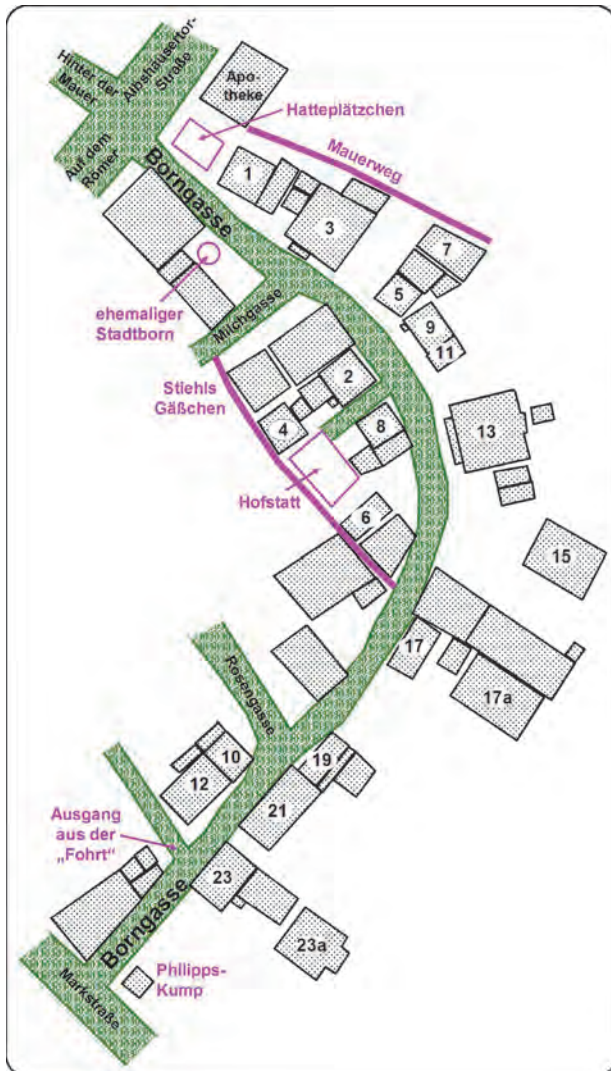 Hinter der
Mauer
Albshäusertor-
Straße
Apo-
theke
Hatteplätzchen
Auf dem
Römer
Borngasse
Mauerweg
1
3
7
5
9
11
ehemaliger
Stadtborn
Milchgasse
Stiehls
Gäßchen
2
4
8
13
Hofstatt
6
15
17
17a
Rosengasse
10
12
19
21
Ausgang
aus der
„Fohrt“
23
23a
Borngasse
Philipps-
Kump
Markstraße